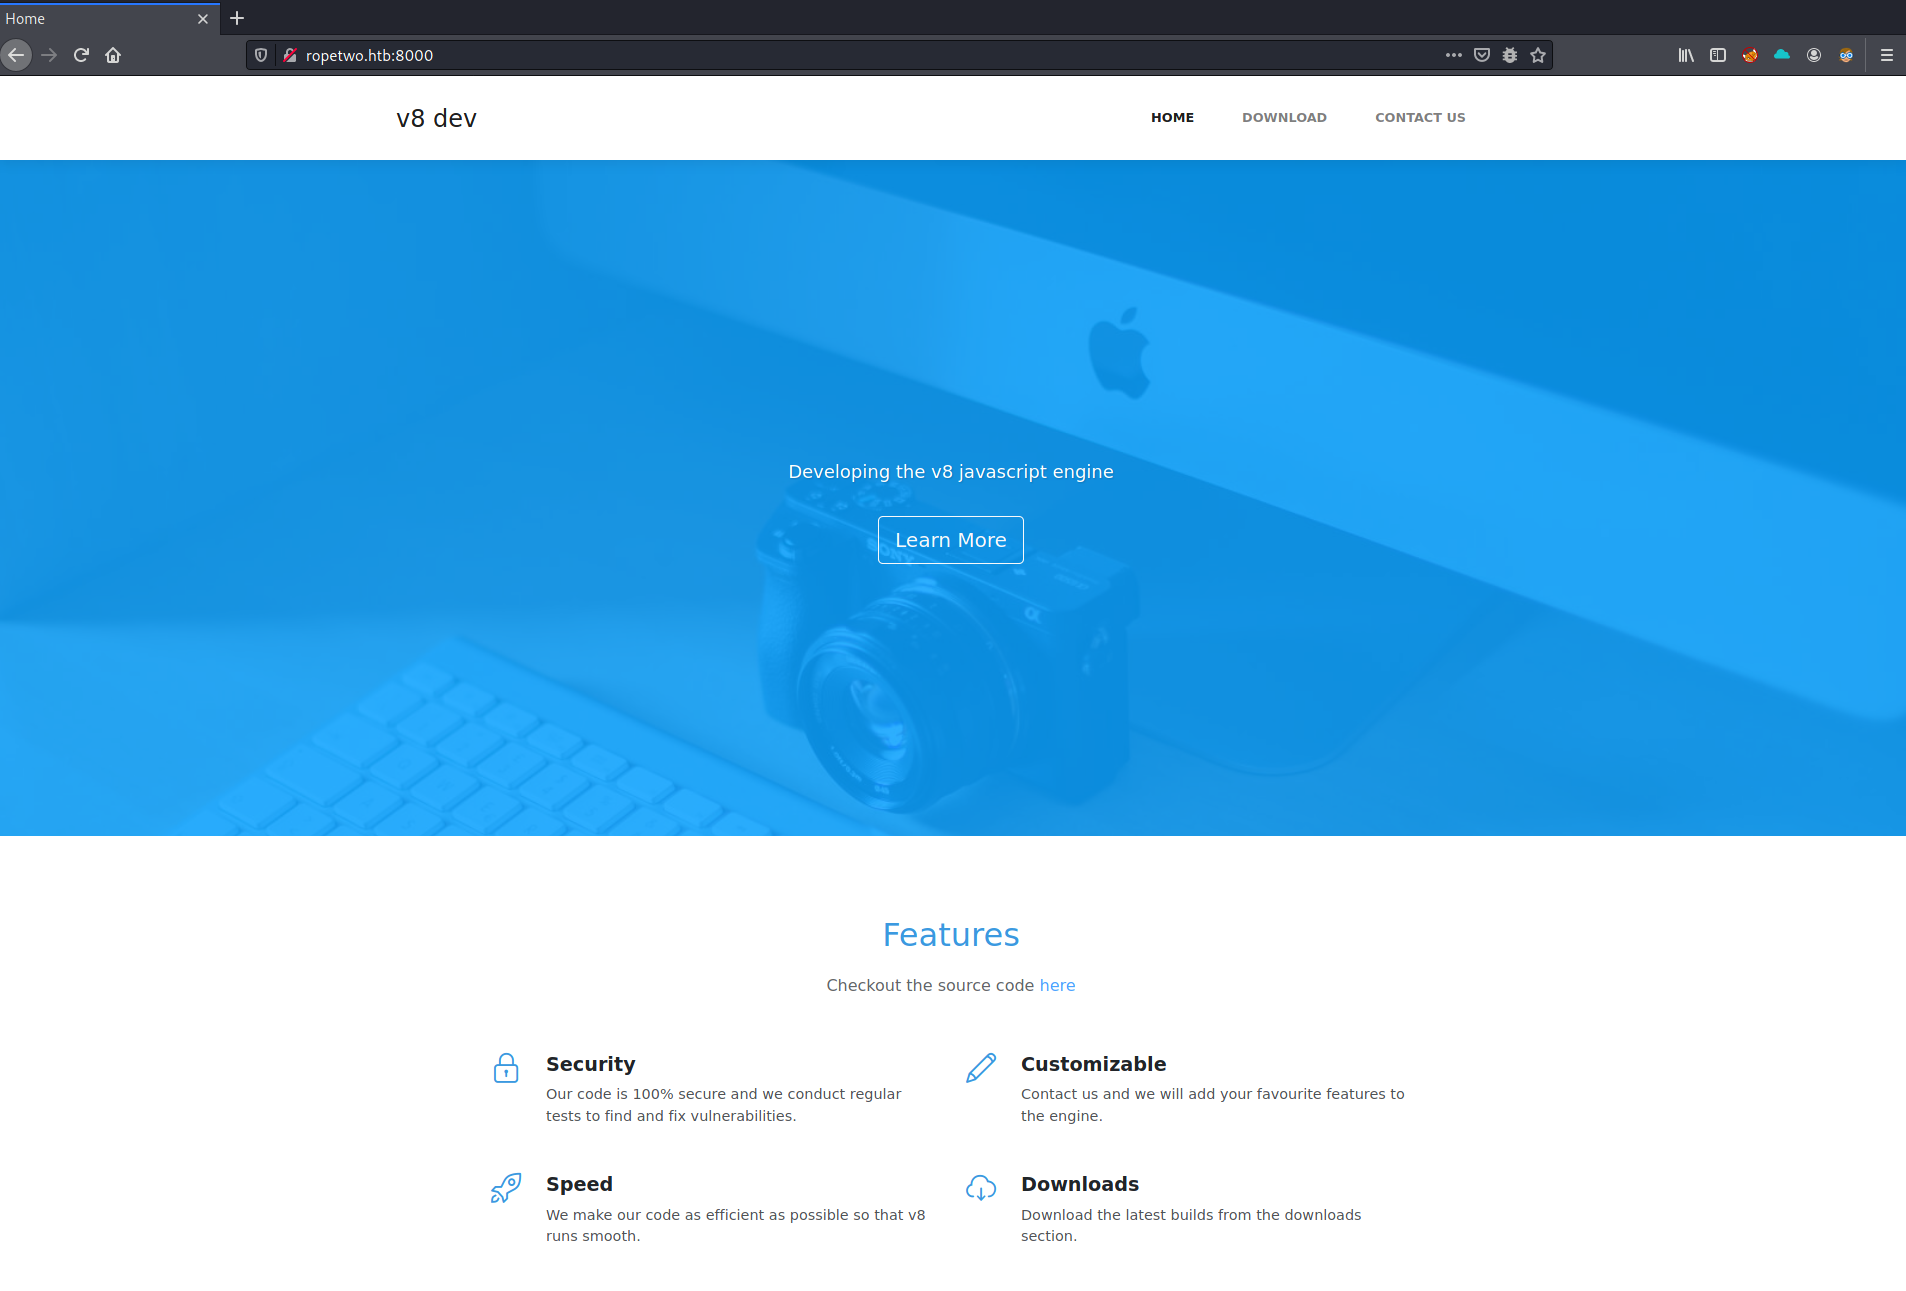 Home
ropetwo.htb:8000
v8 dev
HOME DOWNLOAD CONTACT US
Developing the v8 javascript engine
Learn More
SONY
Features
Checkout the source code here
Security
Our code is 100% secure and we conduct regular
tests to find and fix vulnerabilities.
Customizable
Contact us and we will add your favourite features to
the engine.
Speed
We make our code as efficient as possible so that v8
runs smooth.
Downloads
Download the latest builds from the downloads
section.